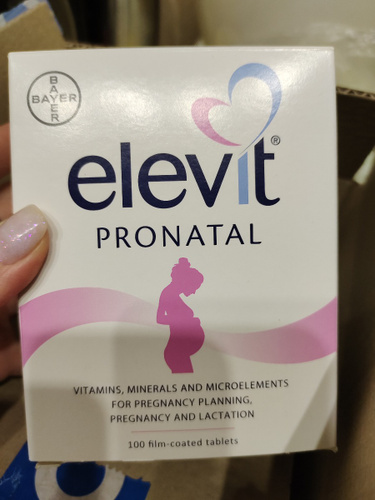 BAYER
BAYER
elevit®
PRONATAL
VITAMINS, MINERALS AND MICROELEMENTS
FOR PREGNANCY PLANNING,
PREGNANCY AND LACTATION
100 film-coated tablets